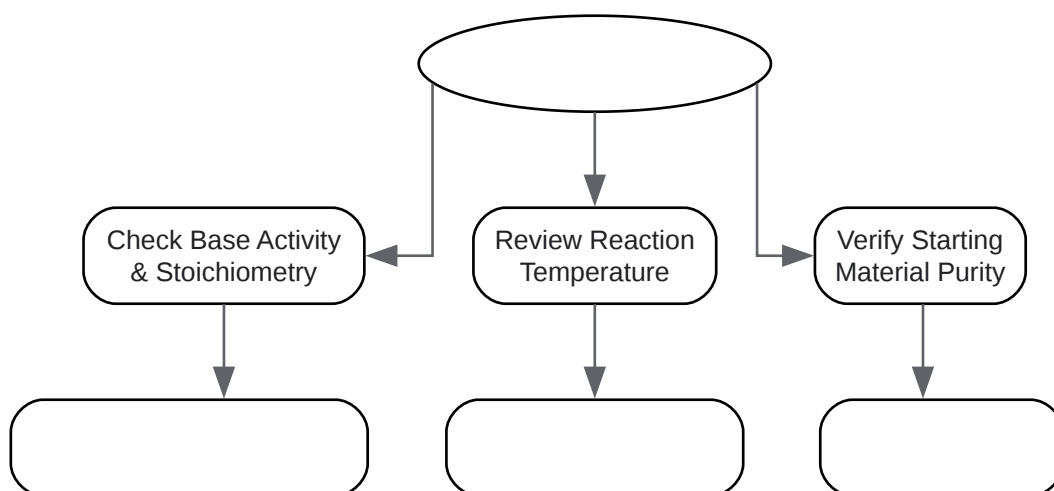 Check Base Activity
& Stoichiometry
Review Reaction
Temperature
Verify Starting
Material Purity